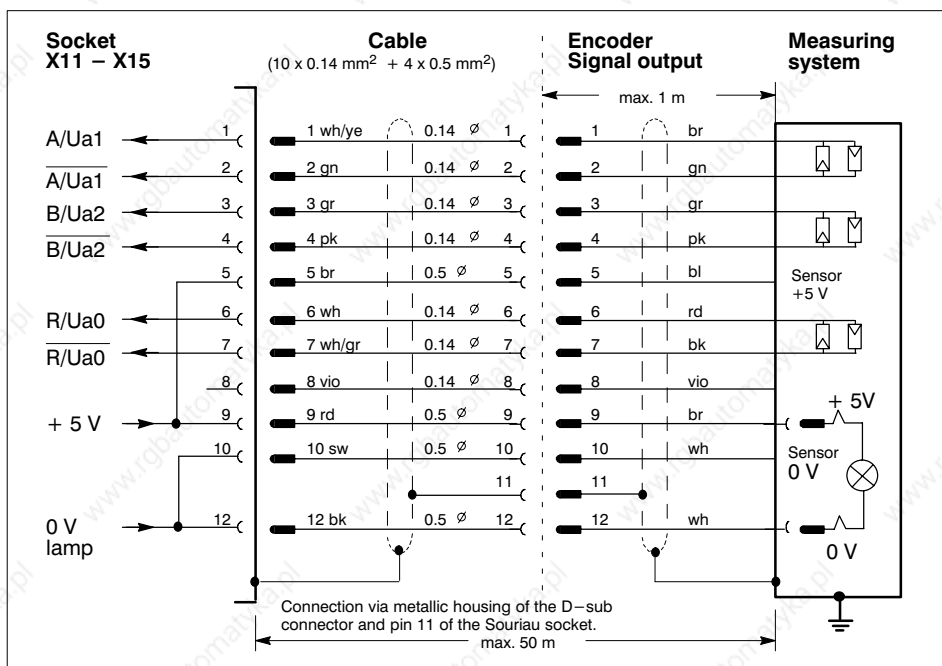 Socket
X11 – X15
Cable
(10 x 0.14 mm² + 4 x 0.5 mm²)
Encoder
Signal output
Measuring
system
max. 1 m
A/Ua1 1 1 wh/ye 0.14 ø 1 1 br
A/Ua1 2 2 gn 0.14 ø 2 2 gn
B/Ua2 3 3 gr 0.14 ø 3 3 gr
B/Ua2 4 4 pk 0.14 ø 4 4 pk
5 5 br 0.5 ø 5 5 bl
Sensor
+5 V
R/Ua0 6 6 wh 0.14 ø 6 6 rd
R/Ua0 7 7 wh/gr 0.14 ø 7 7 bk
8 8 vio 0.14 ø 8 8 vio
+ 5 V 9 9 rd 0.5 ø 9 9 br + 5V
10 10 sw 0.5 ø 10 10 wh
Sensor
0 V
11 11
0 V 12 12 bk 0.5 ø 12 12 wh
lamp
0 V
Connection via metallic housing of the D–sub
connector and pin 11 of the Souriau socket.
max. 50 m
www.rgbautomatyka.pl